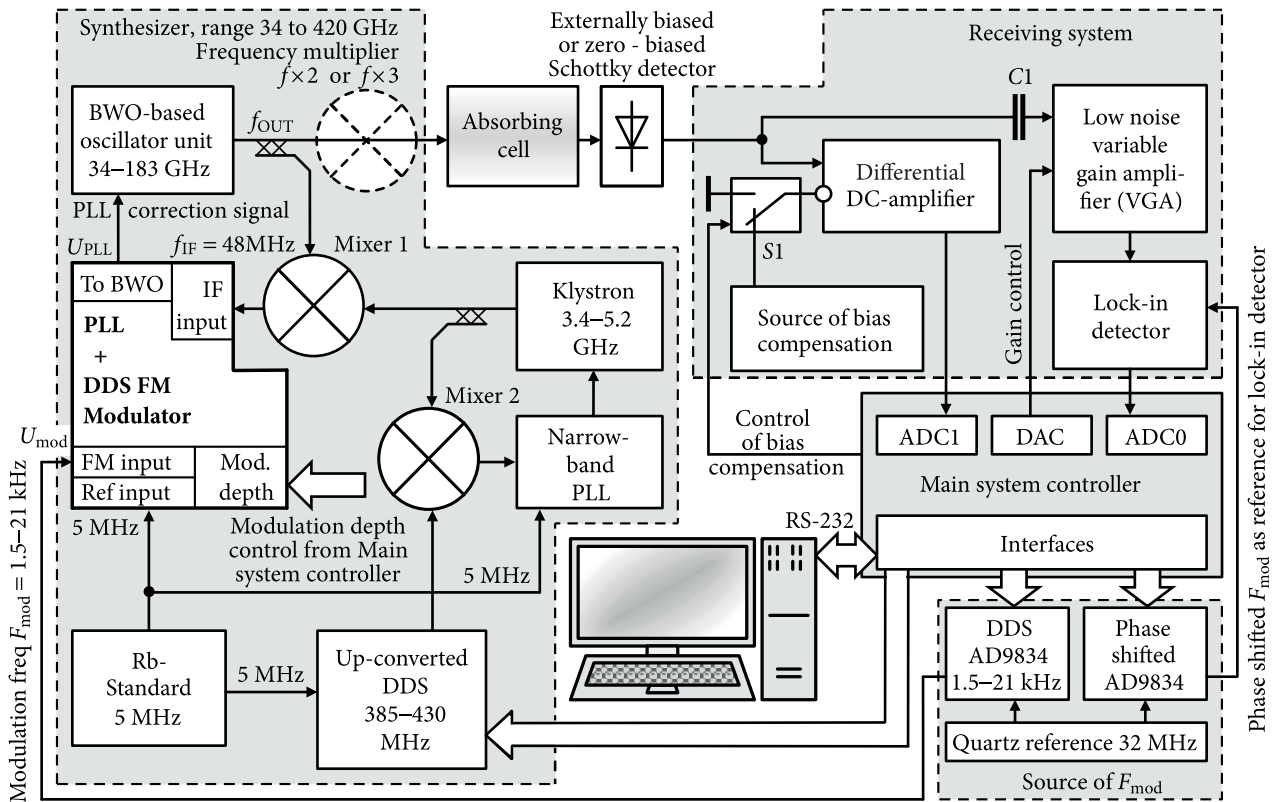 Synthesizer, range 34 to 420 GHz
Frequency multiplier
f×2 or f×3
BWO-based
oscillator unit
34–183 GHz
fOUT
Absorbing
cell
Externally biased
or zero - biased
Schottky detector
Receiving system
C1
Low noise
variable
gain ampli-
fier (VGA)
Differential
DC-amplifier
S1
Source of bias
compensation
Gain control
Lock-in
detector
PLL correction signal
UPLL
fIF = 48MHz
Mixer 1
To BWO
IF
input
PLL
+
DDS FM
Modulator
FM input
Ref input
Mod.
depth
Umod
5 MHz
Klystron
3.4–5.2
GHz
Mixer 2
Narrow-
band
PLL
Modulation depth
control from Main
system controller
5 MHz
Rb-
Standard
5 MHz
5 MHz
Up-converted
DDS
385–430
MHz
Control
of bias
compensation
ADC1
DAC
ADC0
Main system controller
RS-232
Interfaces
DDS
AD9834
1.5–21 kHz
Phase
shifted
AD9834
Quartz reference 32 MHz
Source of Fmod
Modulation freq Fmod = 1.5–21 kHz
Phase shifted Fmod as reference for lock-in detector